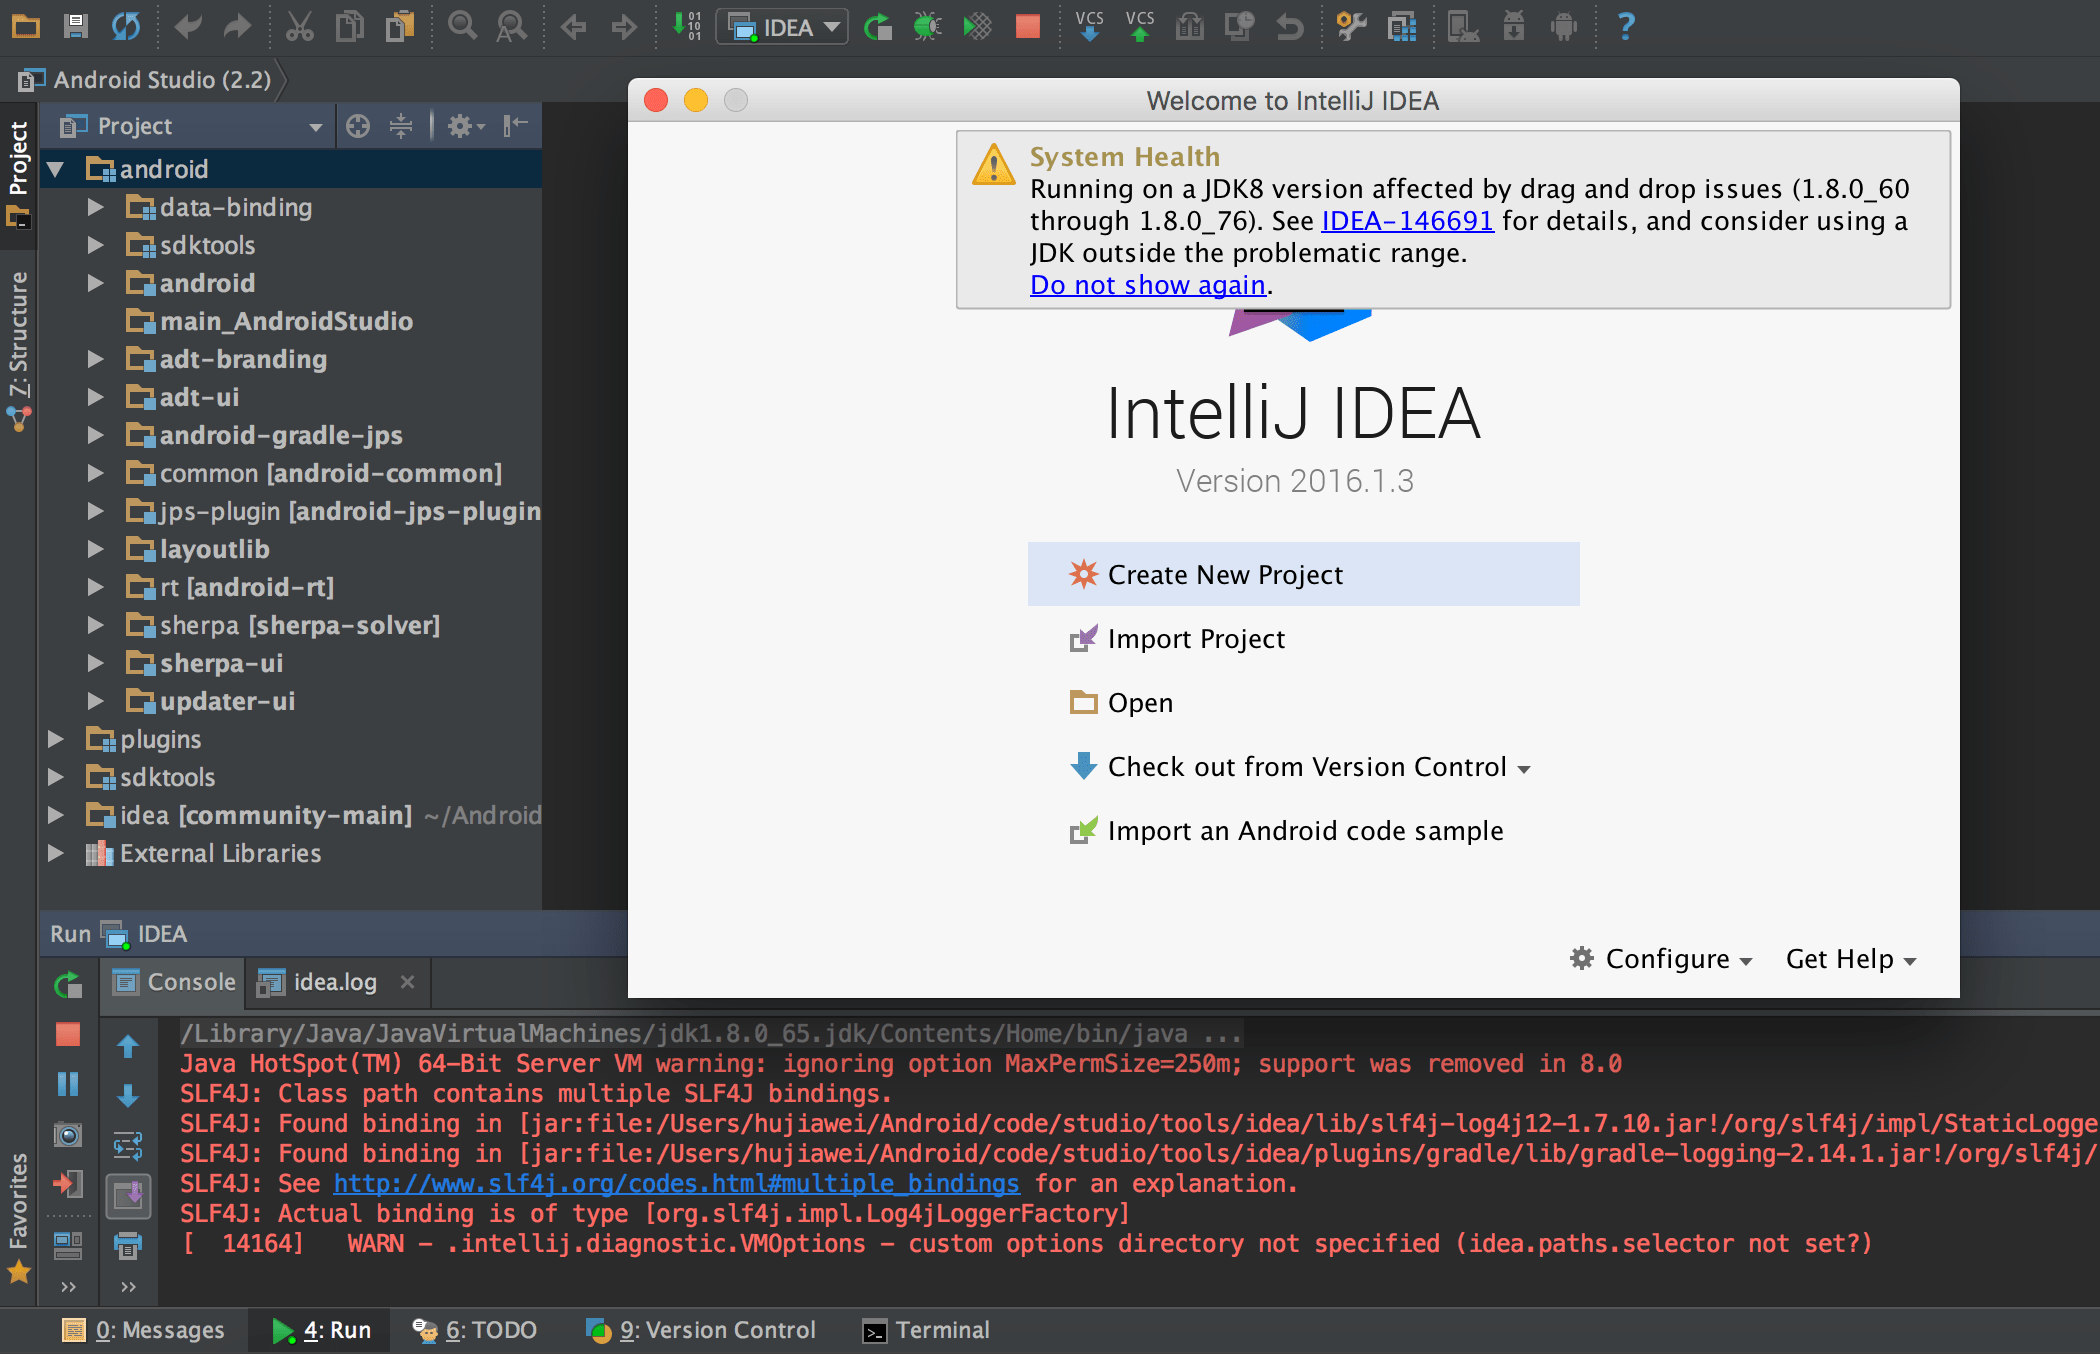 VCS VCS
IDEA
Android Studio (2.2)
Project
Project
7: Structure
Favorites
android
data-binding
sdktools
android
main_AndroidStudio
adt-branding
adt-ui
android-gradle-jps
common [android-common]
jps-plugin [android-jps-plugin
layoutlib
rt [android-rt]
sherpa [sherpa-solver]
sherpa-ui
updater-ui
plugins
sdktools
idea [community-main] ~/Android
External Libraries
Welcome to IntelliJ IDEA
System Health
Running on a JDK8 version affected by drag and drop issues (1.8.0_60
through 1.8.0_76). See IDEA-146691 for details, and consider using a
JDK outside the problematic range.
Do not show again.
IntelliJ IDEA
Version 2016.1.3
Create New Project
Import Project
Open
Check out from Version Control
Import an Android code sample
Configure Get Help
Run IDEA
Console idea.log
/Library/Java/JavaVirtualMachines/jdk1.8.0_65.jdk/Contents/Home/bin/java ...
Java HotSpot(TM) 64-Bit Server VM warning: ignoring option MaxPermSize=250m; support was removed in 8.0
SLF4J: Class path contains multiple SLF4J bindings.
SLF4J: Found binding in [jar:file:/Users/hujiawei/Android/code/studio/tools/idea/lib/slf4j-log4j12-1.7.10.jar!/org/slf4j/impl/StaticLogge
SLF4J: Found binding in [jar:file:/Users/hujiawei/Android/code/studio/tools/idea/plugins/gradle/lib/gradle-logging-2.14.1.jar!/org/slf4j/
SLF4J: See http://www.slf4j.org/codes.html#multiple_bindings for an explanation.
SLF4J: Actual binding is of type [org.slf4j.impl.Log4jLoggerFactory]
[  14164]   WARN - .intellij.diagnostic.VMOptions - custom options directory not specified (idea.paths.selector not set?)
0: Messages 4: Run 6: TODO 9: Version Control Terminal